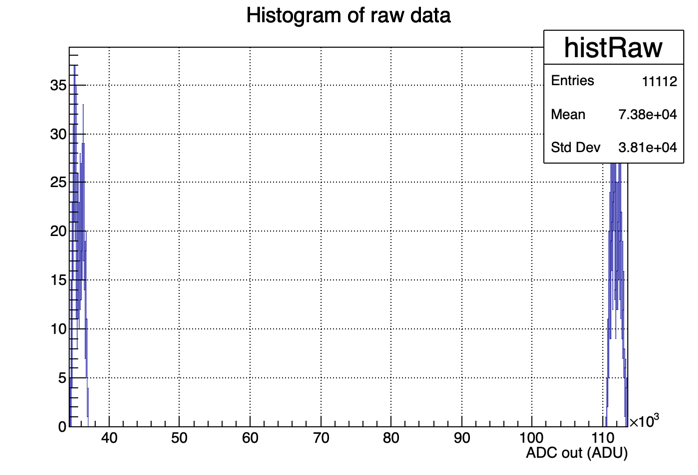 Histogram of raw data
histRaw
Entries 11112
Mean 7.38e+04
Std Dev 3.81e+04
35
30
25
20
15
10
5
0
40 50 60 70 80 90 100 110 ×10³
ADC out (ADU)